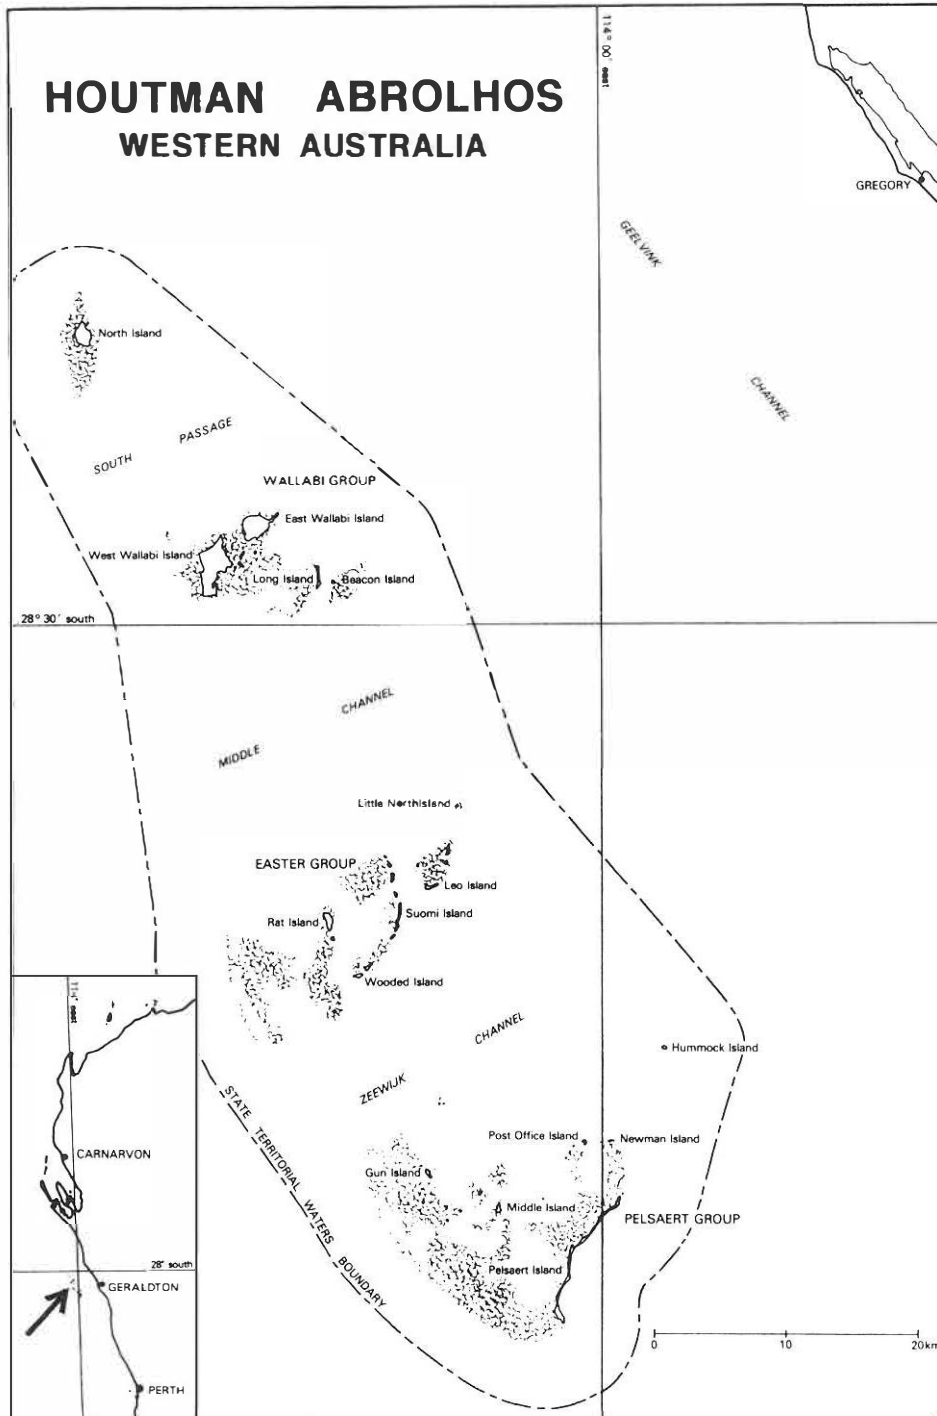 HOUTMAN ABROLHOS
WESTERN AUSTRALIA
114° 00' east
GREGORY
GEELVINK
CHANNEL
North Island
SOUTH PASSAGE
WALLABI GROUP
East Wallabi Island
West Wallabi Island
Long Island
Beacon Island
28° 30' south
MIDDLE CHANNEL
Little NorthIsland
EASTER GROUP
Leo Island
Rat Island
Suomi Island
Wooded Island
ZEEWIJK CHANNEL
Hummock Island
STATE TERRITORIAL WATERS BOUNDARY
Post Office Island
Newman Island
Gun Island
Middle Island
PELSAERT GROUP
Pelsaert Island
0 10 20km
114° east
CARNARVON
28° south
GERALDTON
PERTH